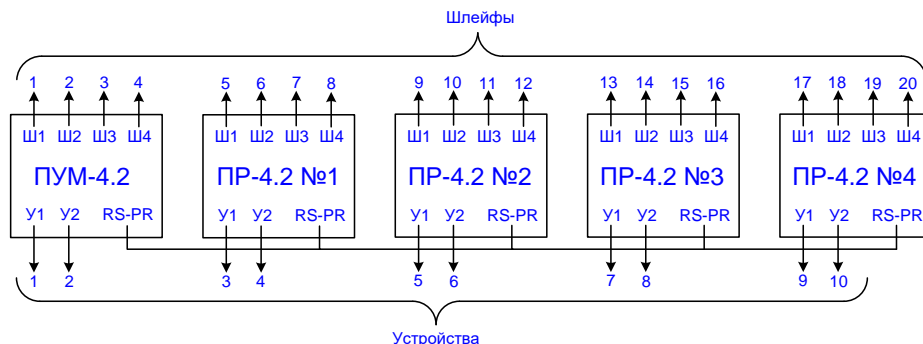 Шлейфы
1 2 3 4 5 6 7 8 9 10 11 12 13 14 15 16 17 18 19 20
Ш1 Ш2 Ш3 Ш4 Ш1 Ш2 Ш3 Ш4 Ш1 Ш2 Ш3 Ш4 Ш1 Ш2 Ш3 Ш4 Ш1 Ш2 Ш3 Ш4
ПУМ-4.2 ПР-4.2 №1 ПР-4.2 №2 ПР-4.2 №3 ПР-4.2 №4
У1 У2 RS-PR У1 У2 RS-PR У1 У2 RS-PR У1 У2 RS-PR У1 У2 RS-PR
1 2 3 4 5 6 7 8 9 10
Устройства